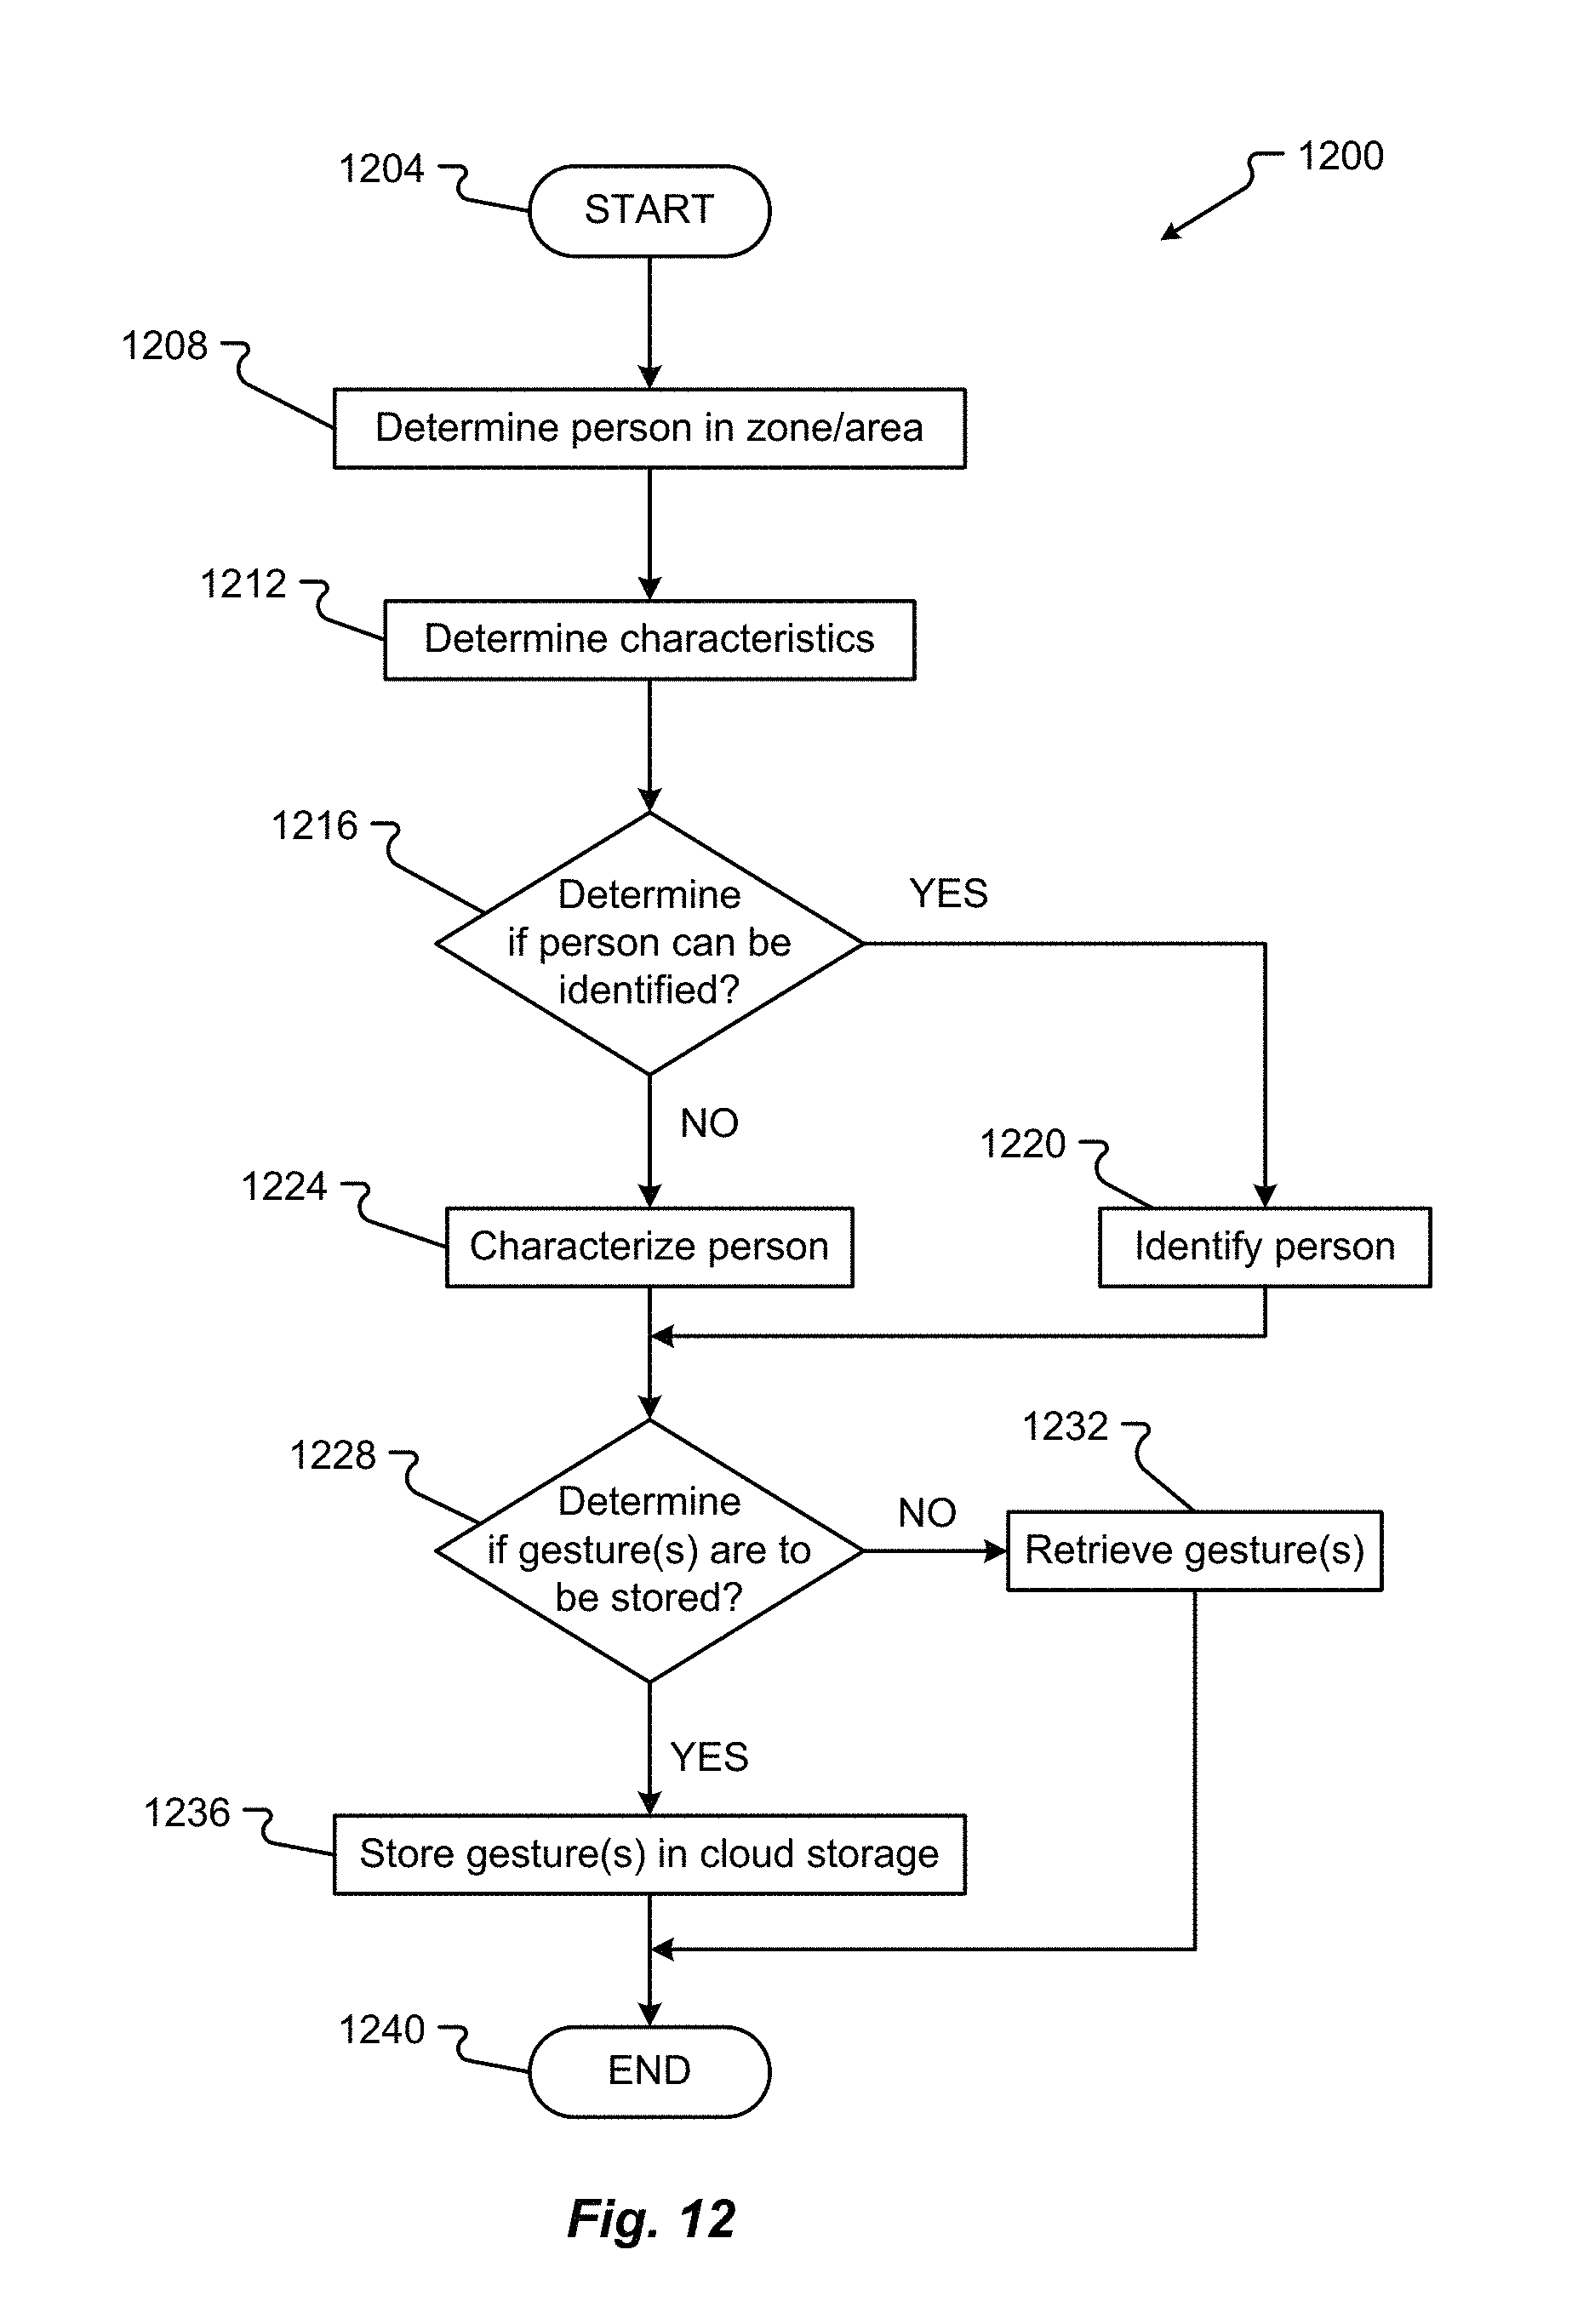 1200
1204
START
1208
Determine person in zone/area
1212
Determine characteristics
1216
Determine
if person can be
identified?
YES
NO
1220
1224
Characterize person
Identify person
1228
1232
Determine
if gesture(s) are to
be stored?
NO
Retrieve gesture(s)
YES
1236
Store gesture(s) in cloud storage
1240
END
Fig. 12